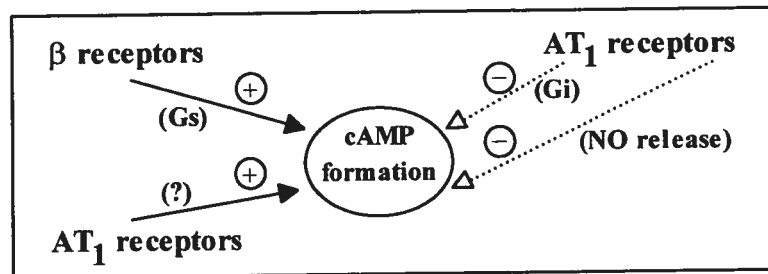 β receptors
AT1 receptors
+
−
(Gs)
(Gi)
cAMP
formation
−
(NO release)
(?)
+
AT1 receptors